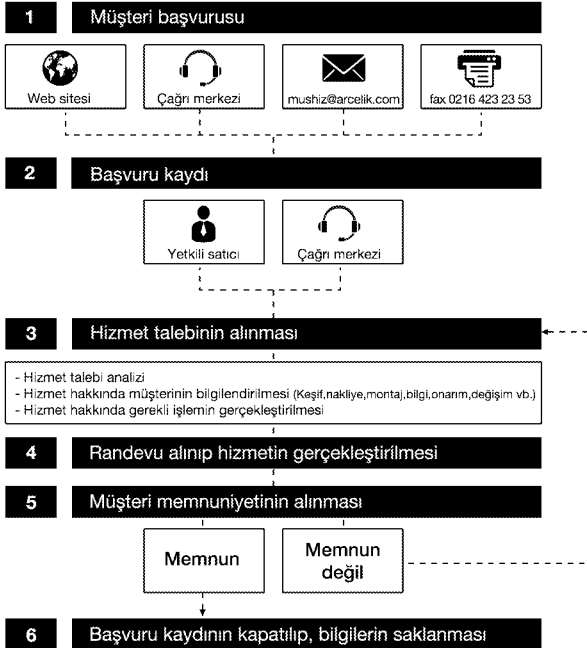 1 Müşteri başvurusu
Web sitesi
Çağrı merkezi
mushiz@arcelik.com
fax 0216 423 23 53
2 Başvuru kaydı
Yetkili satıcı
Çağrı merkezi
3 Hizmet talebinin alınması
- Hizmet talebi analizi
- Hizmet hakkında müşterinin bilgilendirilmesi (Keşif,nakliye,montaj,bilgi,onarım,değişim vb.)
- Hizmet hakkında gerekli işlemin gerçekleştirilmesi
4 Randevu alınıp hizmetin gerçekleştirilmesi
5 Müşteri memnuniyetinin alınması
Memnun
Memnun
değil
6 Başvuru kaydının kapatılıp, bilgilerin saklanması